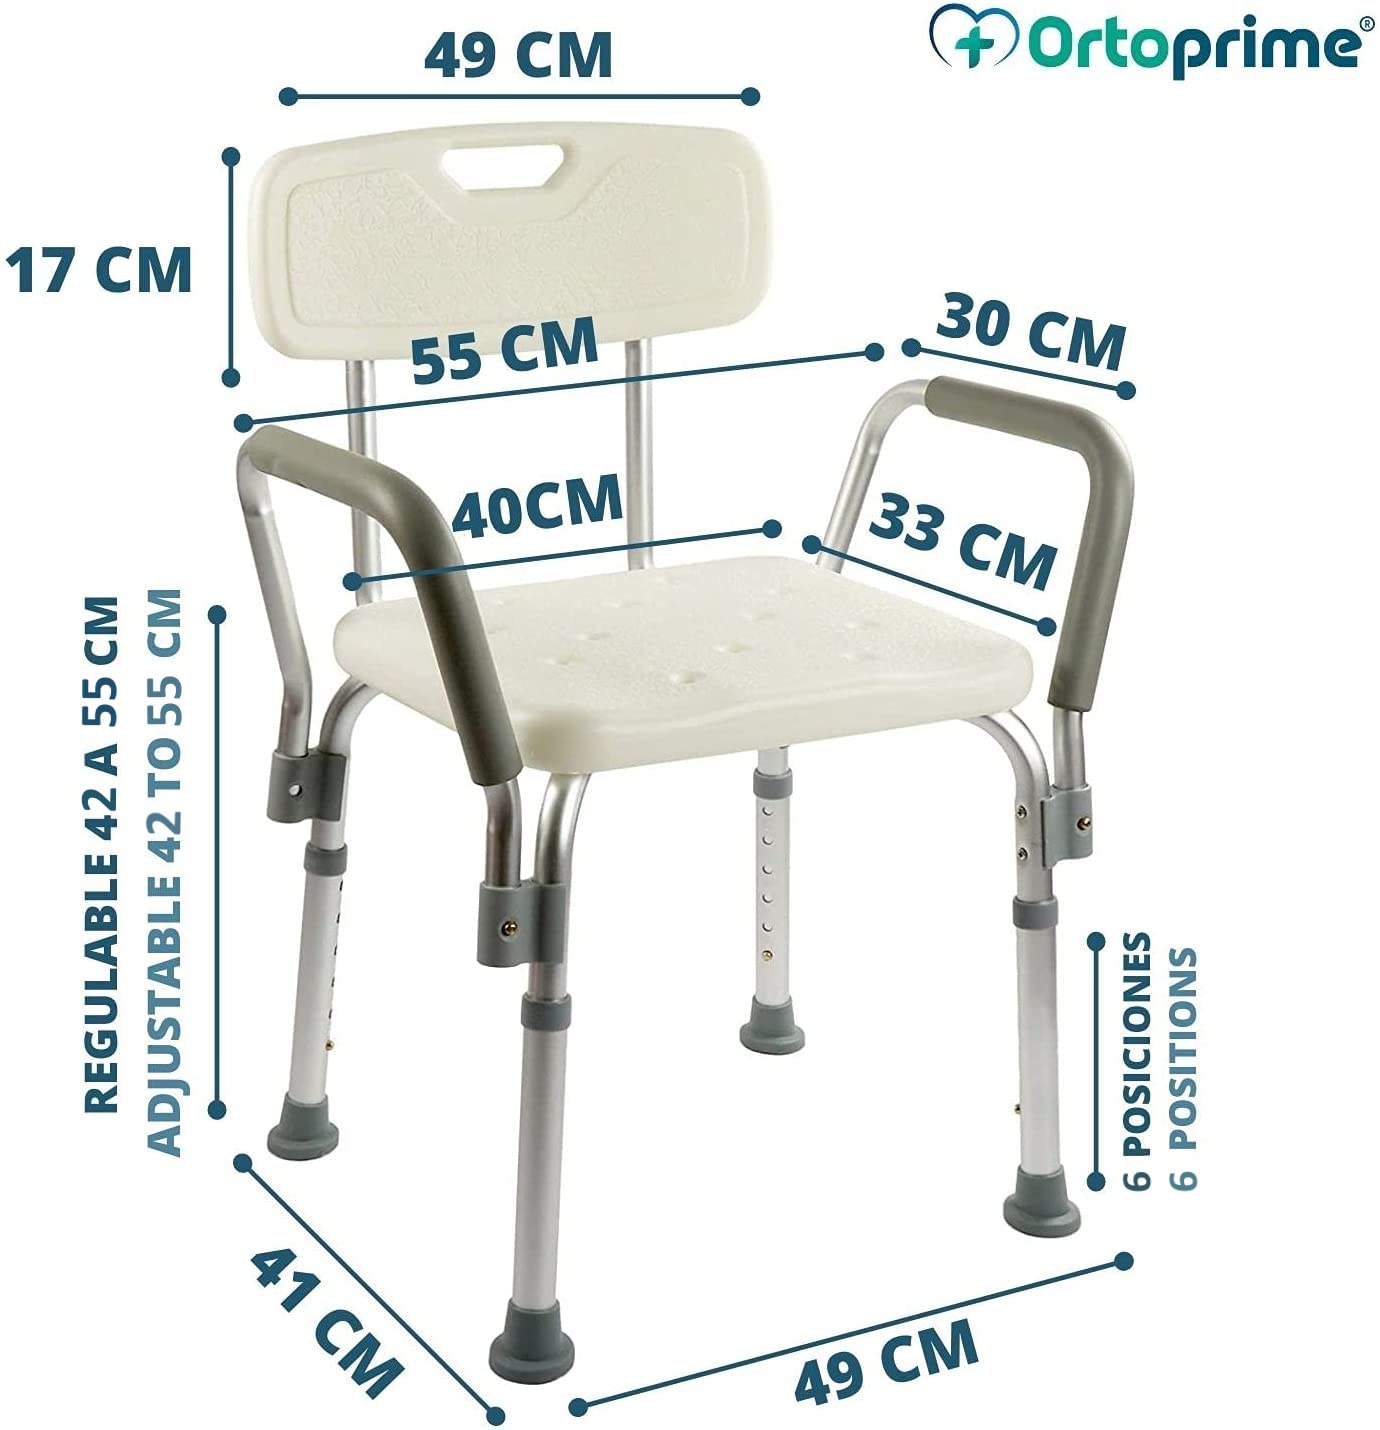 Ortoprime®
49 CM
17 CM
55 CM
30 CM
40CM
33 CM
REGULABLE 42 A 55 CM
ADJUSTABLE 42 TO 55 CM
6 POSICIONES
6 POSITIONS
41 CM
49 CM